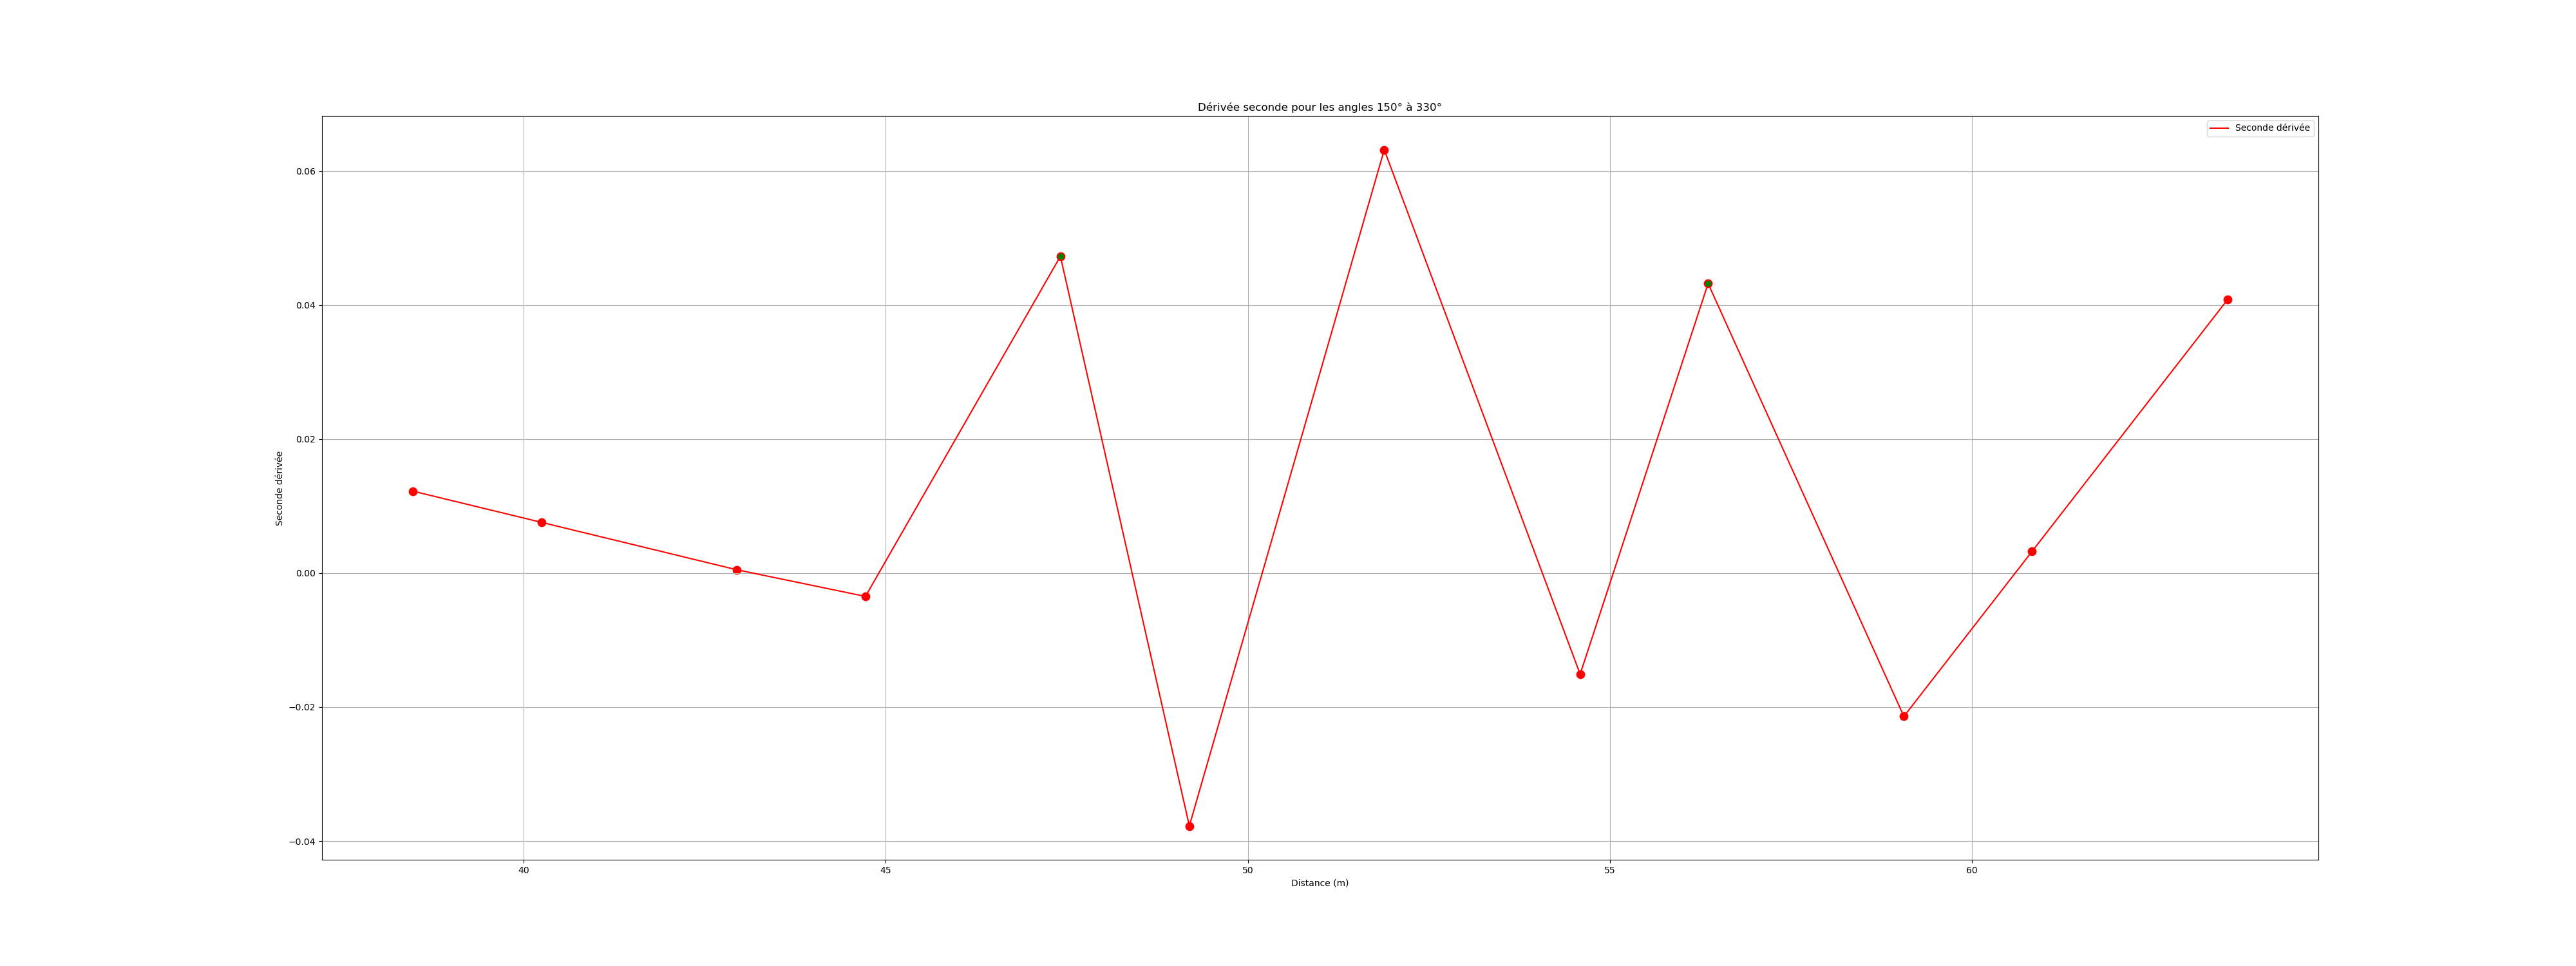 Dérivée seconde pour les angles 150° à 330°
Seconde dérivée
0.06
0.04
0.02
0.00
−0.02
−0.04
Seconde dérivée
40
45
50
55
60
Distance (m)